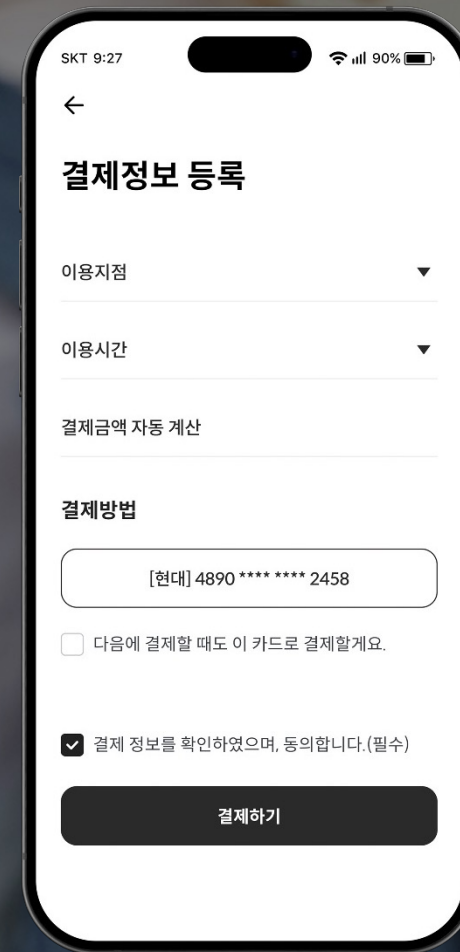 SKT 9:27 90%
결제정보 등록
이용지점
이용시간
결제금액 자동 계산
결제방법
[현대] 4890 **** **** 2458
다음에 결제할 때도 이 카드로 결제할게요.
결제 정보를 확인하였으며, 동의합니다.(필수)
결제하기